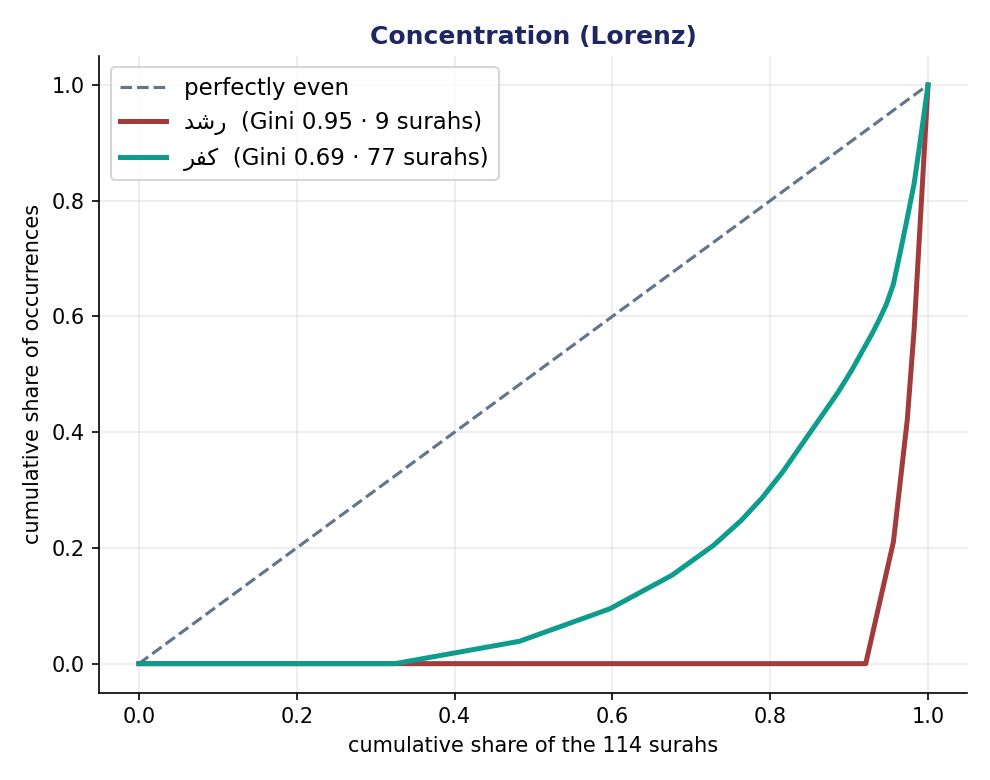 Concentration (Lorenz)
perfectly even
رشد (Gini 0.95 · 9 surahs)
كفر (Gini 0.69 · 77 surahs)
cumulative share of occurrences
1.0
0.8
0.6
0.4
0.2
0.0
0.0 0.2 0.4 0.6 0.8 1.0
cumulative share of the 114 surahs